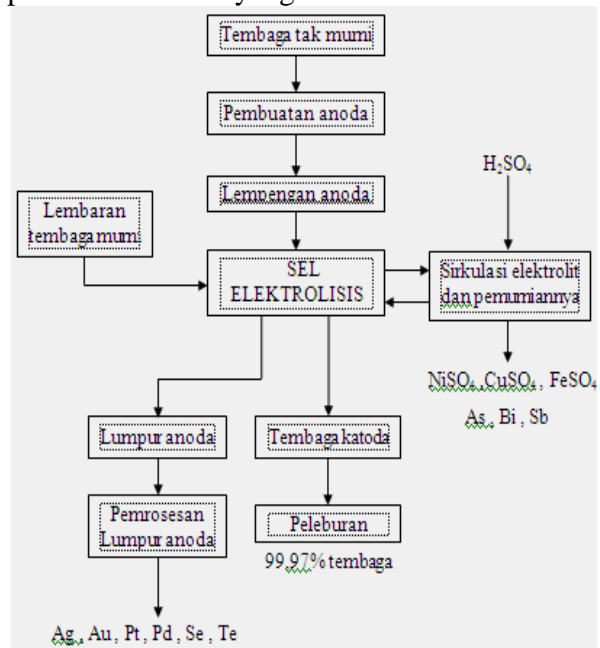 Tembaga tak murni
Pembuatan anoda
Lempengan anoda
H₂SO₄
Lembaran
tembaga murni
SEL
ELEKTROLISIS
Sirkulasi elektrolit
dan pemurniannya
NiSO₄ ,CuSO₄ , FeSO₄
As , Bi , Sb
Lumpur anoda
Tembaga katoda
Pemrosesan
Lumpur anoda
Peleburan
99,97% tembaga
Ag , Au , Pt , Pd , Se , Te